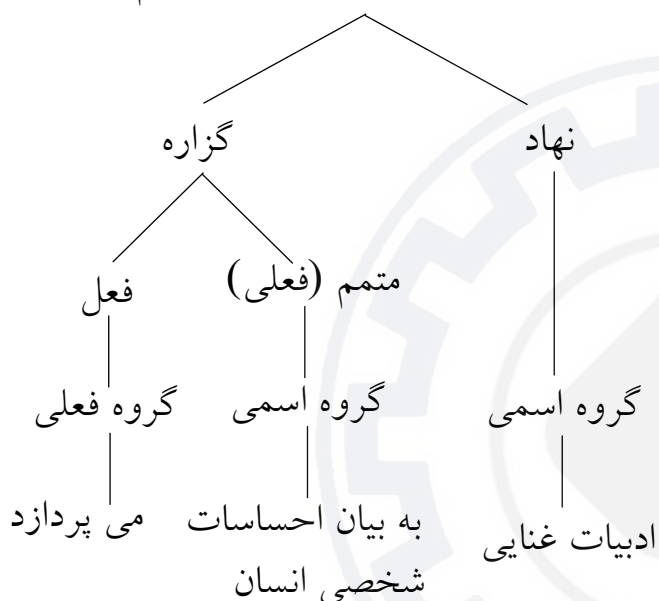 نهاد
گزاره
متمم (فعلی)
فعل
گروه اسمی
گروه اسمی
گروه فعلی
ادبیات غنایی
به بیان احساسات
شخصی انسان
می پردازد